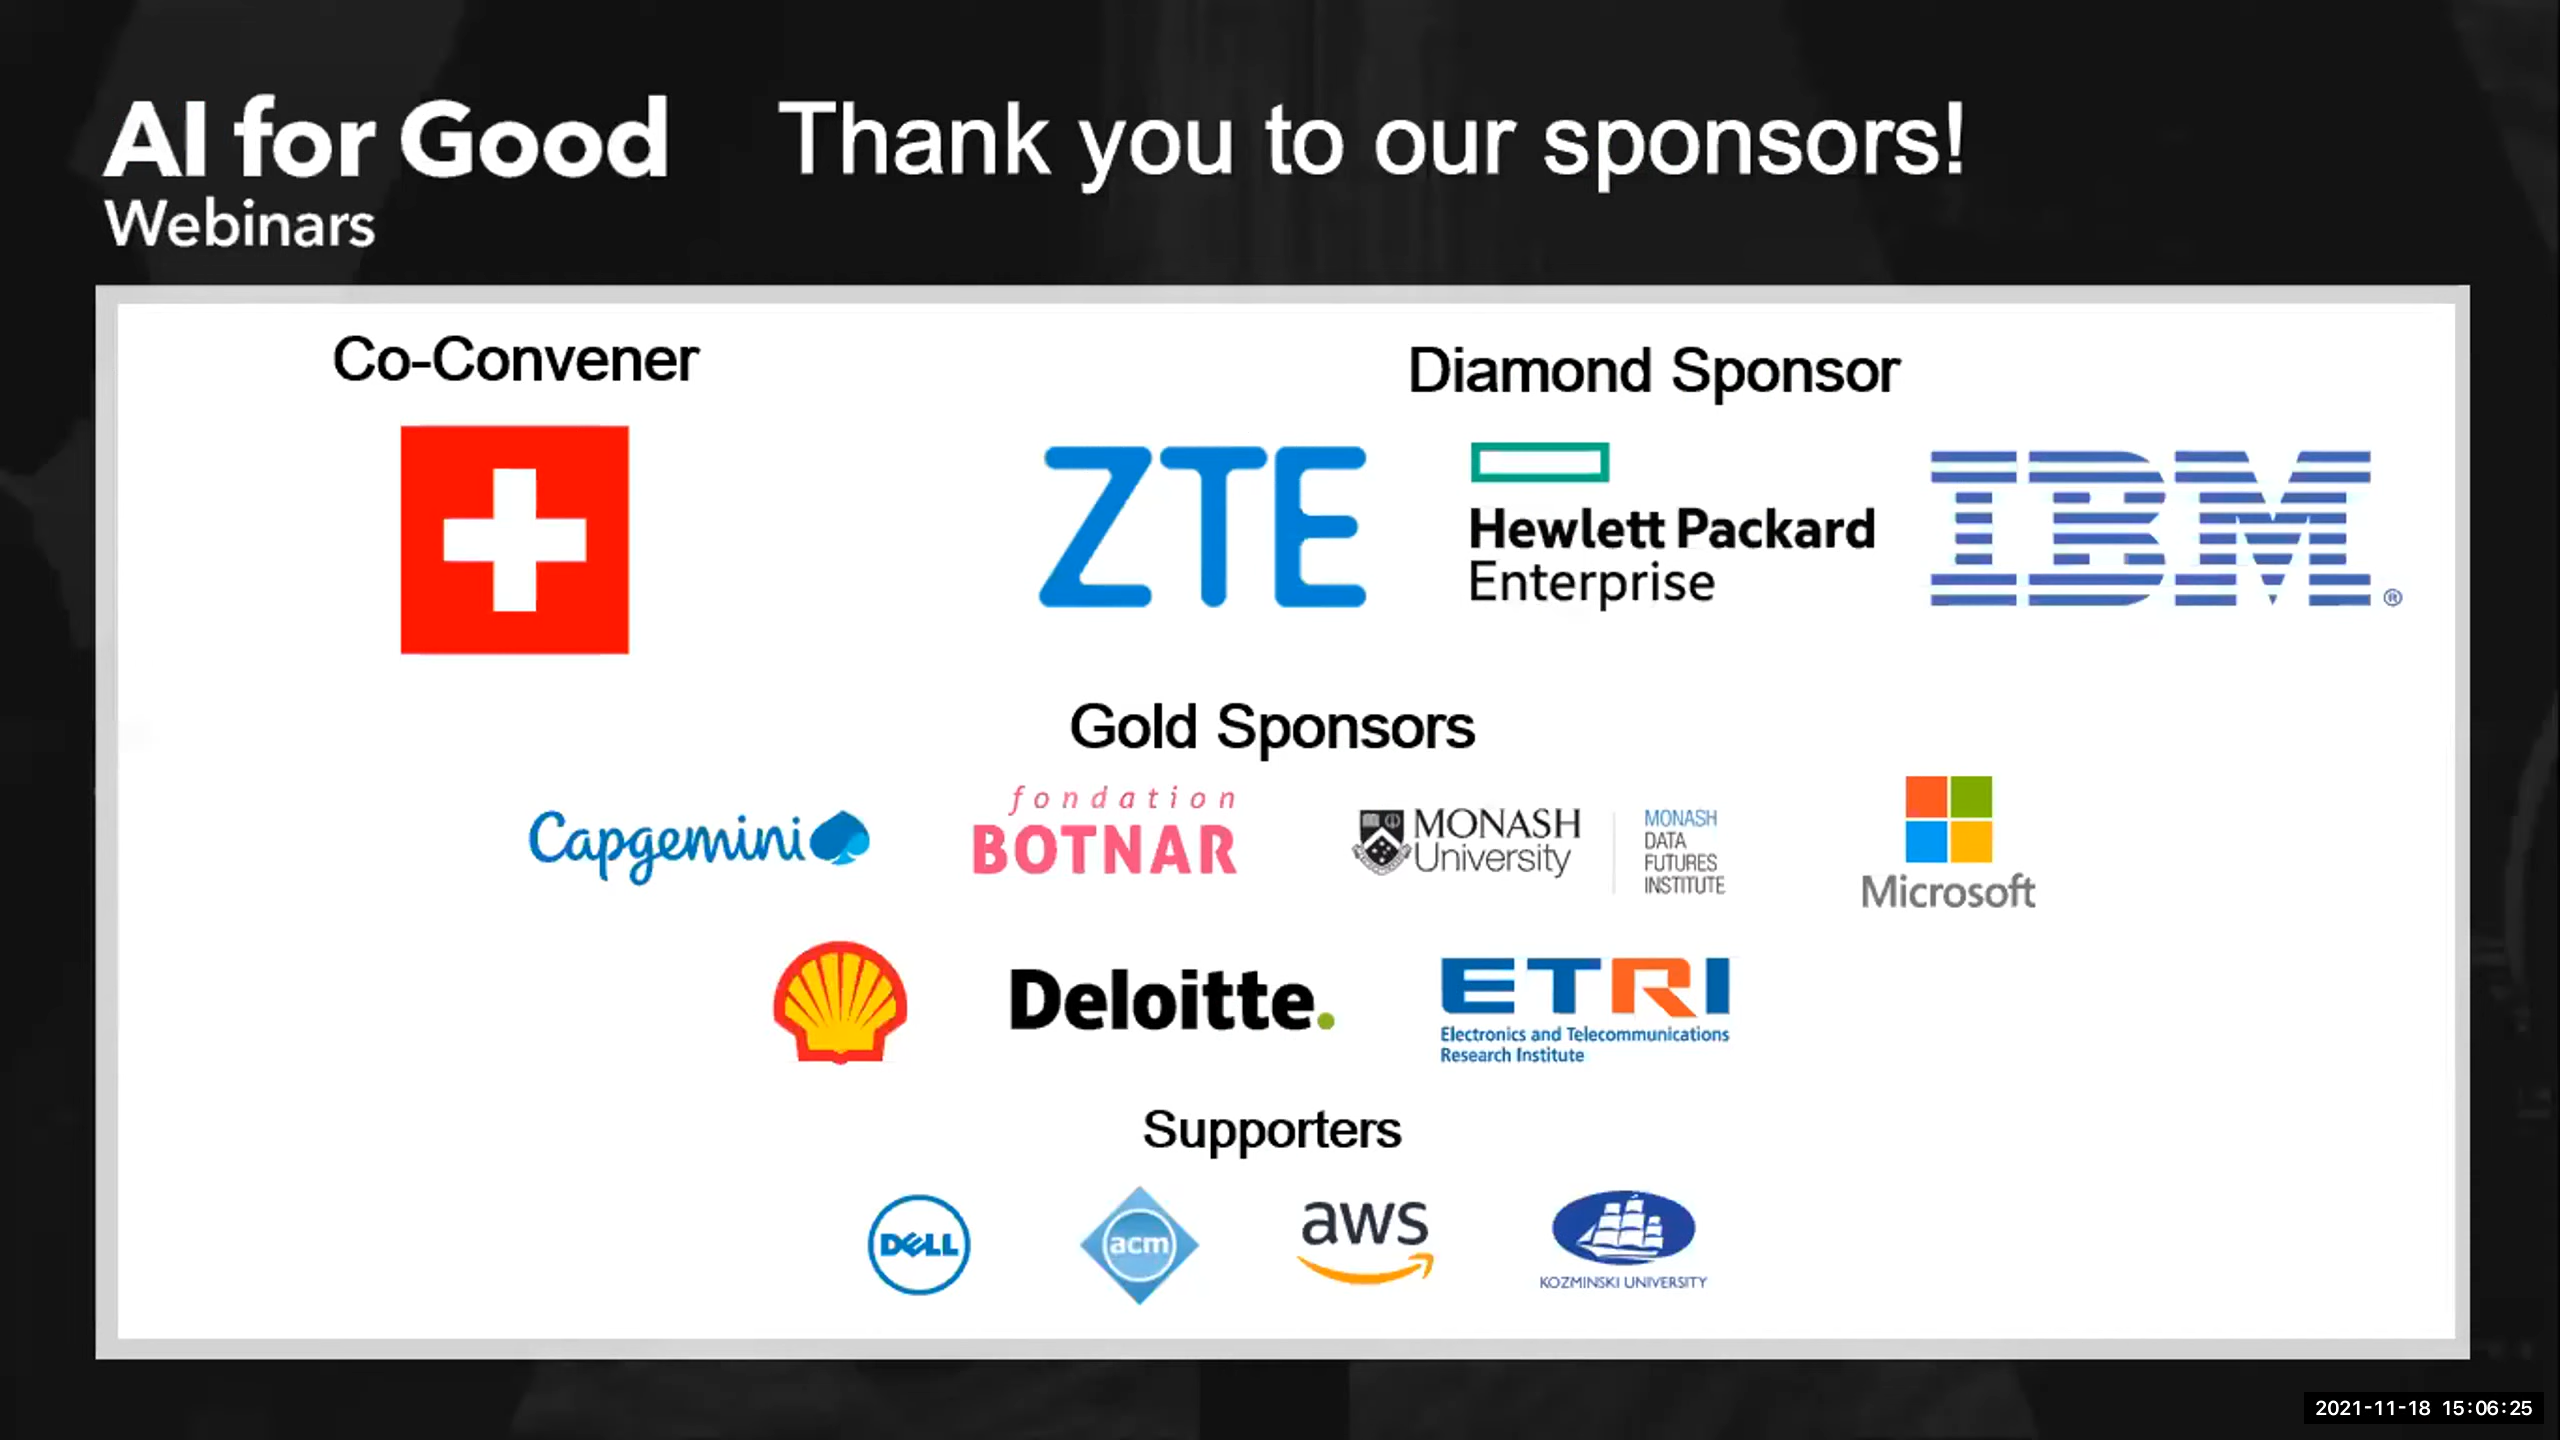 AI for Good
Webinars
Thank you to our sponsors!
Co-Convener
Diamond Sponsor
ZTE
Hewlett Packard
Enterprise
IBM®
Gold Sponsors
Capgemini
fondation
BOTNAR
MONASH
University
MONASH
DATA
FUTURES
INSTITUTE
Microsoft
Deloitte.
ETRI
Electronics and Telecommunications
Research Institute
Supporters
DELL
acm
aws
KOZMINSKI UNIVERSITY
2021-11-18 15:06:25